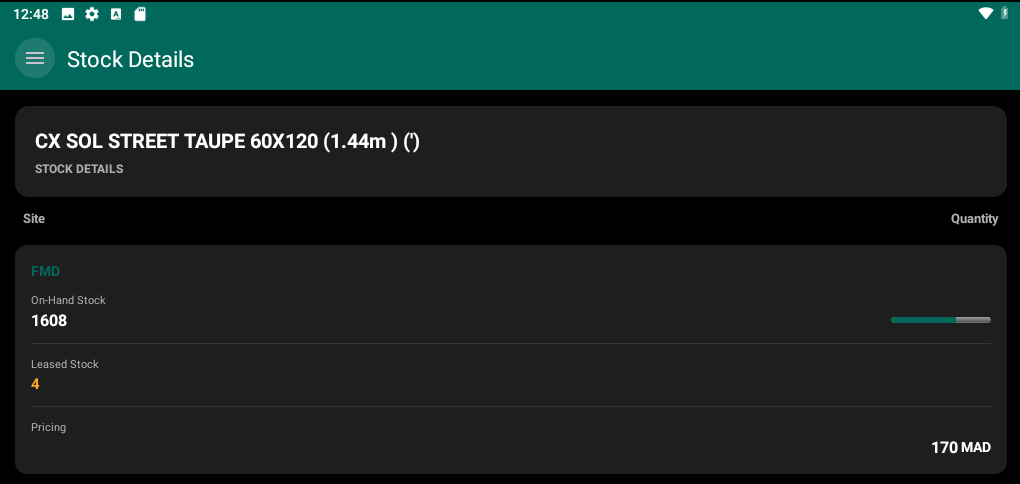 12:48
Stock Details
CX SOL STREET TAUPE 60X120 (1.44m ) (')
STOCK DETAILS
Site Quantity
FMD
On-Hand Stock
1608
Leased Stock
4
Pricing
170 MAD